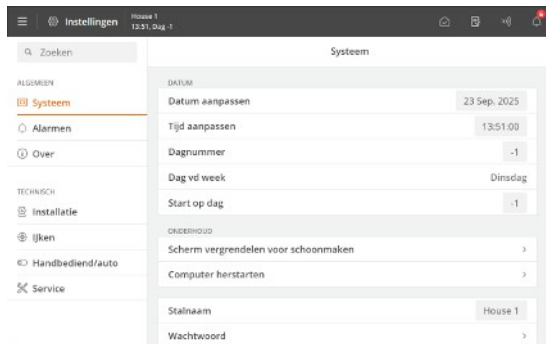 Instellingen
House 1
13:51, Dag -1
Zoeken
ALGEMEEN
Systeem
Alarmen
Over
TECHNISCH
Installatie
IJken
Handbediend/auto
Service
Systeem
DATUM
Datum aanpassen 23 Sep. 2025
Tijd aanpassen 13:51:00
Dagnummer -1
Dag vd week Dinsdag
Start op dag -1
ONDERHOUD
Scherm vergrendelen voor schoonmaken
Computer herstarten
Stalnaam House 1
Wachtwoord